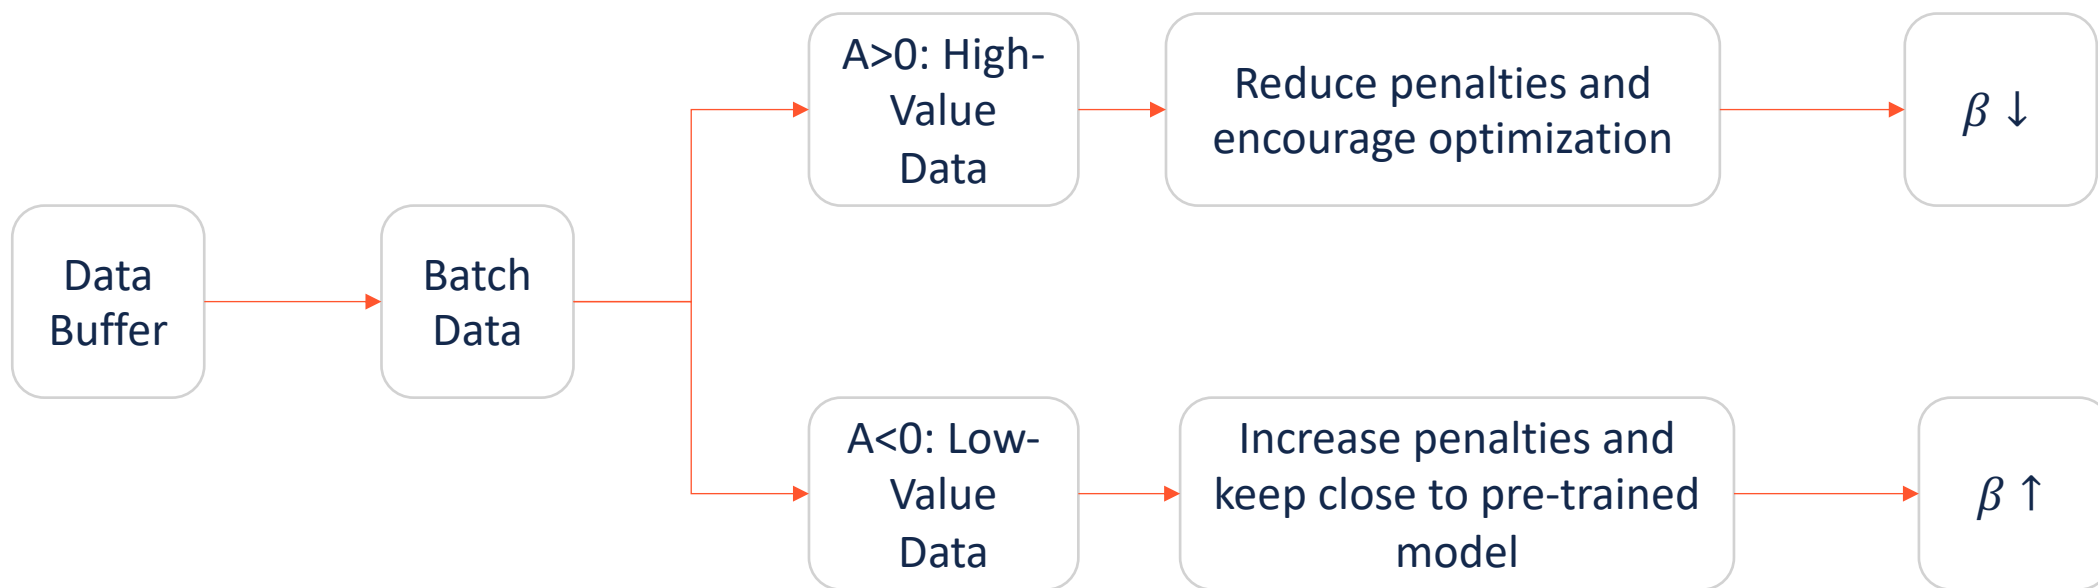 Data
Buffer
Batch
Data
A>0: High-
Value
Data
Reduce penalties and
encourage optimization
β ↓
A<0: Low-
Value
Data
Increase penalties and
keep close to pre-trained
model
β ↑